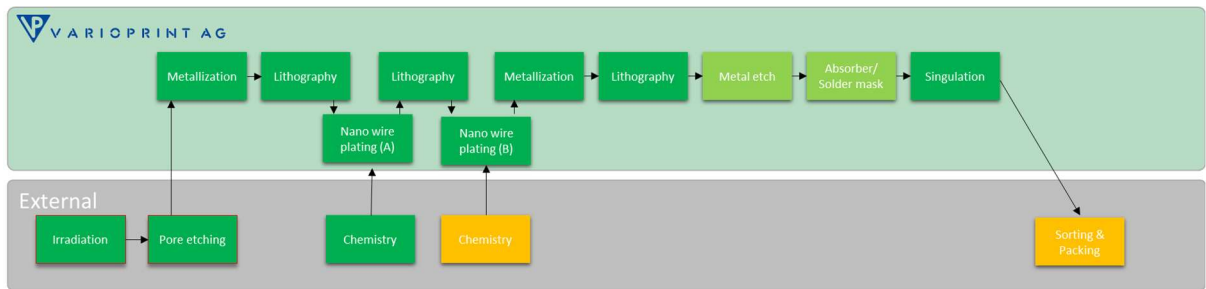 VP VARIOPRINT AG
Metallization
Lithography
Lithography
Metallization
Lithography
Metal etch
Absorber/
Solder mask
Singulation
Nano wire
plating (A)
Nano wire
plating (B)
External
Irradiation
Pore etching
Chemistry
Chemistry
Sorting &
Packing